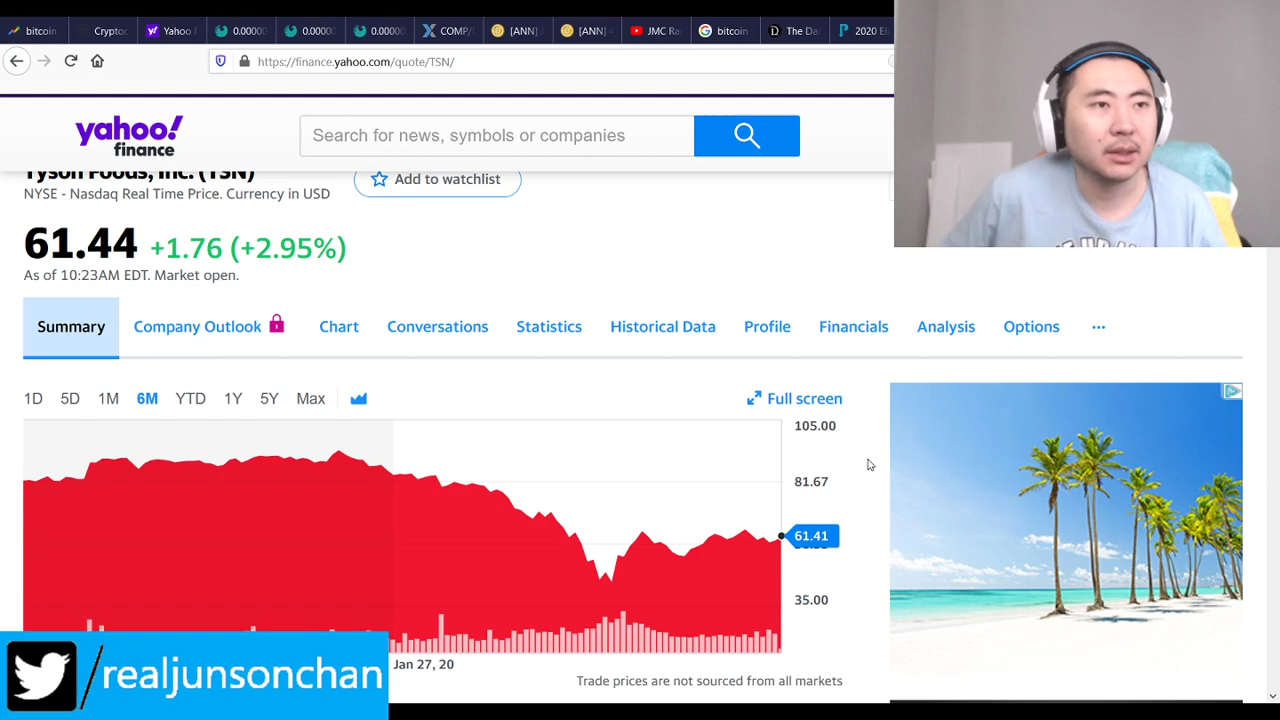 bitcoin
Cryptoc
Yahoo F
0.00000
0.00000
0.00000
COMP/
[ANN]
[ANN]
JMC Ra
bitcoin
The Da
2020 El
https://finance.yahoo.com/quote/TSN/
yahoo!
finance
Search for news, symbols or companies
Tyson Foods, Inc. (TSN)
Add to watchlist
NYSE - Nasdaq Real Time Price. Currency in USD
61.44 +1.76 (+2.95%)
As of 10:23AM EDT. Market open.
Summary
Company Outlook
Chart
Conversations
Statistics
Historical Data
Profile
Financials
Analysis
Options
1D 5D 1M 6M YTD 1Y 5Y Max
Full screen
105.00
81.67
61.41
35.00
Jan 27, 20
Trade prices are not sourced from all markets
realjunsonchan